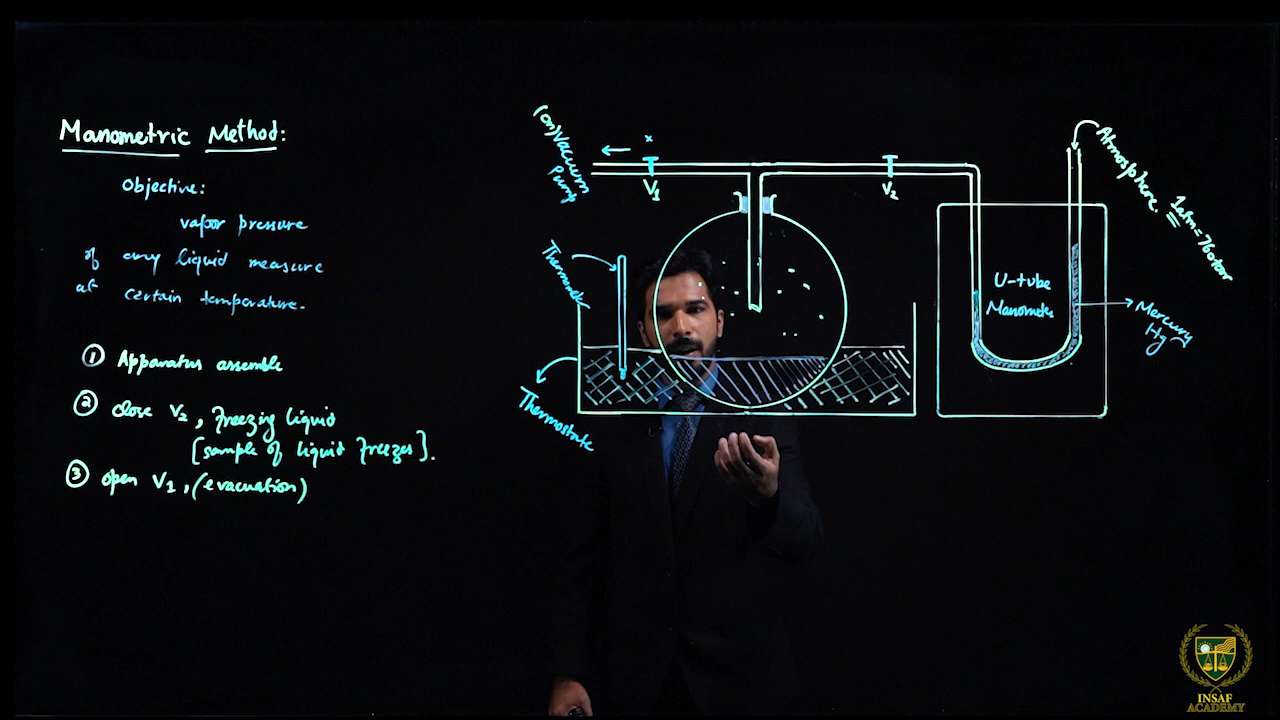 Manometric Method:
Objective:
vapor pressure
of any liquid measure
at certain temperature.
① Apparatus assemble
② close V2, Freezing liquid
[sample of liquid Freezes].
③ open V1, (evacuation)
(on) Vacuum
Pump
x
V1
V2
Thermometer
Thermostate
U-tube
Manometer
Atmosphere.
1atm=760torr
Mercury
Hg
INSAF
ACADEMY